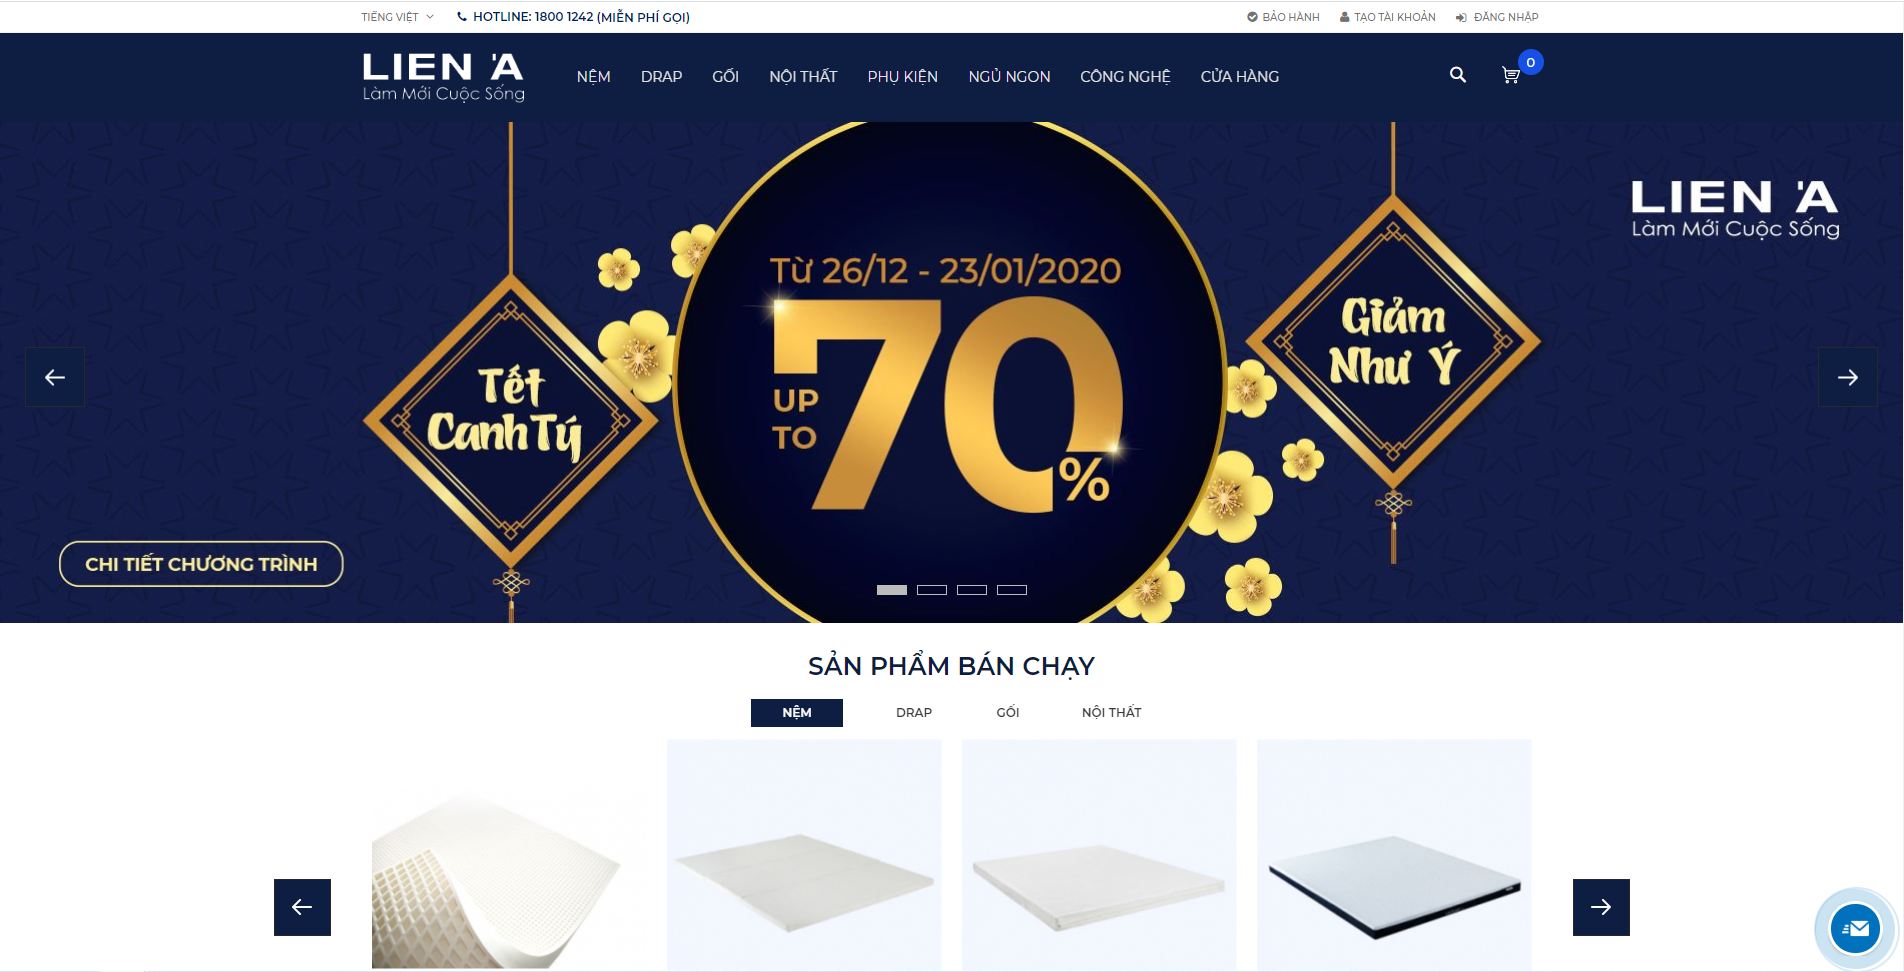 TIẾNG VIỆT
HOTLINE: 1800 1242 (MIỄN PHÍ GỌI)
BẢO HÀNH
TẠO TÀI KHOẢN
ĐĂNG NHẬP
LIEN 'A
Làm Mới Cuộc Sống
NỆM
DRAP
GỐI
NỘI THẤT
PHỤ KIỆN
NGỦ NGON
CÔNG NGHỆ
CỬA HÀNG
0
LIEN 'A
Làm Mới Cuộc Sống
Từ 26/12 - 23/01/2020
UP
TO
70%
Tết
Canh Tý
Giảm
Như Ý
CHI TIẾT CHƯƠNG TRÌNH
SẢN PHẨM BÁN CHẠY
NỆM
DRAP
GỐI
NỘI THẤT